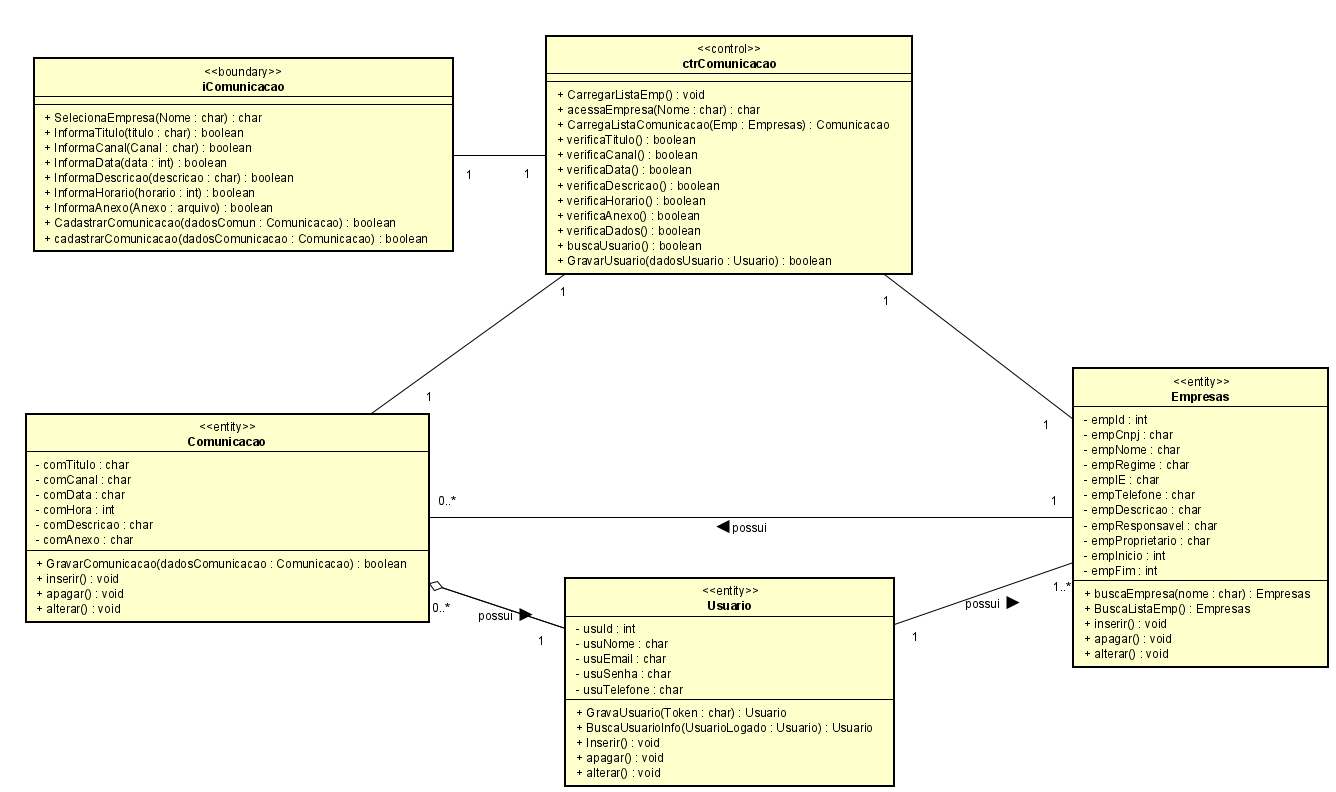 <<boundary>>
iComunicacao
+ SelecionaEmpresa(Nome : char) : char
+ InformaTitulo(titulo : char) : boolean
+ InformaCanal(Canal : char) : boolean
+ InformaData(data : int) : boolean
+ InformaDescricao(descricao : char) : boolean
+ InformaHorario(horario : int) : boolean
+ InformaAnexo(Anexo : arquivo) : boolean
+ CadastrarComunicacao(dadosComun : Comunicacao) : boolean
+ cadastrarComunicacao(dadosComunicacao : Comunicacao) : boolean
1
1
<<control>>
ctrComunicacao
+ CarregarListaEmp() : void
+ acessaEmpresa(Nome : char) : char
+ CarregaListaComunicacao(Emp : Empresas) : Comunicacao
+ verificaTitulo() : boolean
+ verificaCanal() : boolean
+ verificaData() : boolean
+ verificaDescricao() : boolean
+ verificaHorario() : boolean
+ verificaAnexo() : boolean
+ verificaDados() : boolean
+ buscaUsuario() : boolean
+ GravarUsuario(dadosUsuario : Usuario) : boolean
1
1
1
1
<<entity>>
Comunicacao
- comTitulo : char
- comCanal : char
- comData : char
- comHora : int
- comDescricao : char
- comAnexo : char
+ GravarComunicacao(dadosComunicacao : Comunicacao) : boolean
+ inserir() : void
+ apagar() : void
+ alterar() : void
0..*
1
possui
<<entity>>
Empresas
- empId : int
- empCnpj : char
- empNome : char
- empRegime : char
- empIE : char
- empTelefone : char
- empDescricao : char
- empResponsavel : char
- empProprietario : char
- empInicio : int
- empFim : int
+ buscaEmpresa(nome : char) : Empresas
+ BuscaListaEmp() : Empresas
+ inserir() : void
+ apagar() : void
+ alterar() : void
0..*
possui
1
<<entity>>
Usuario
- usuId : int
- usuNome : char
- usuEmail : char
- usuSenha : char
- usuTelefone : char
+ GravaUsuario(Token : char) : Usuario
+ BuscaUsuarioInfo(UsuarioLogado : Usuario) : Usuario
+ Inserir() : void
+ apagar() : void
+ alterar() : void
1
possui
1..*